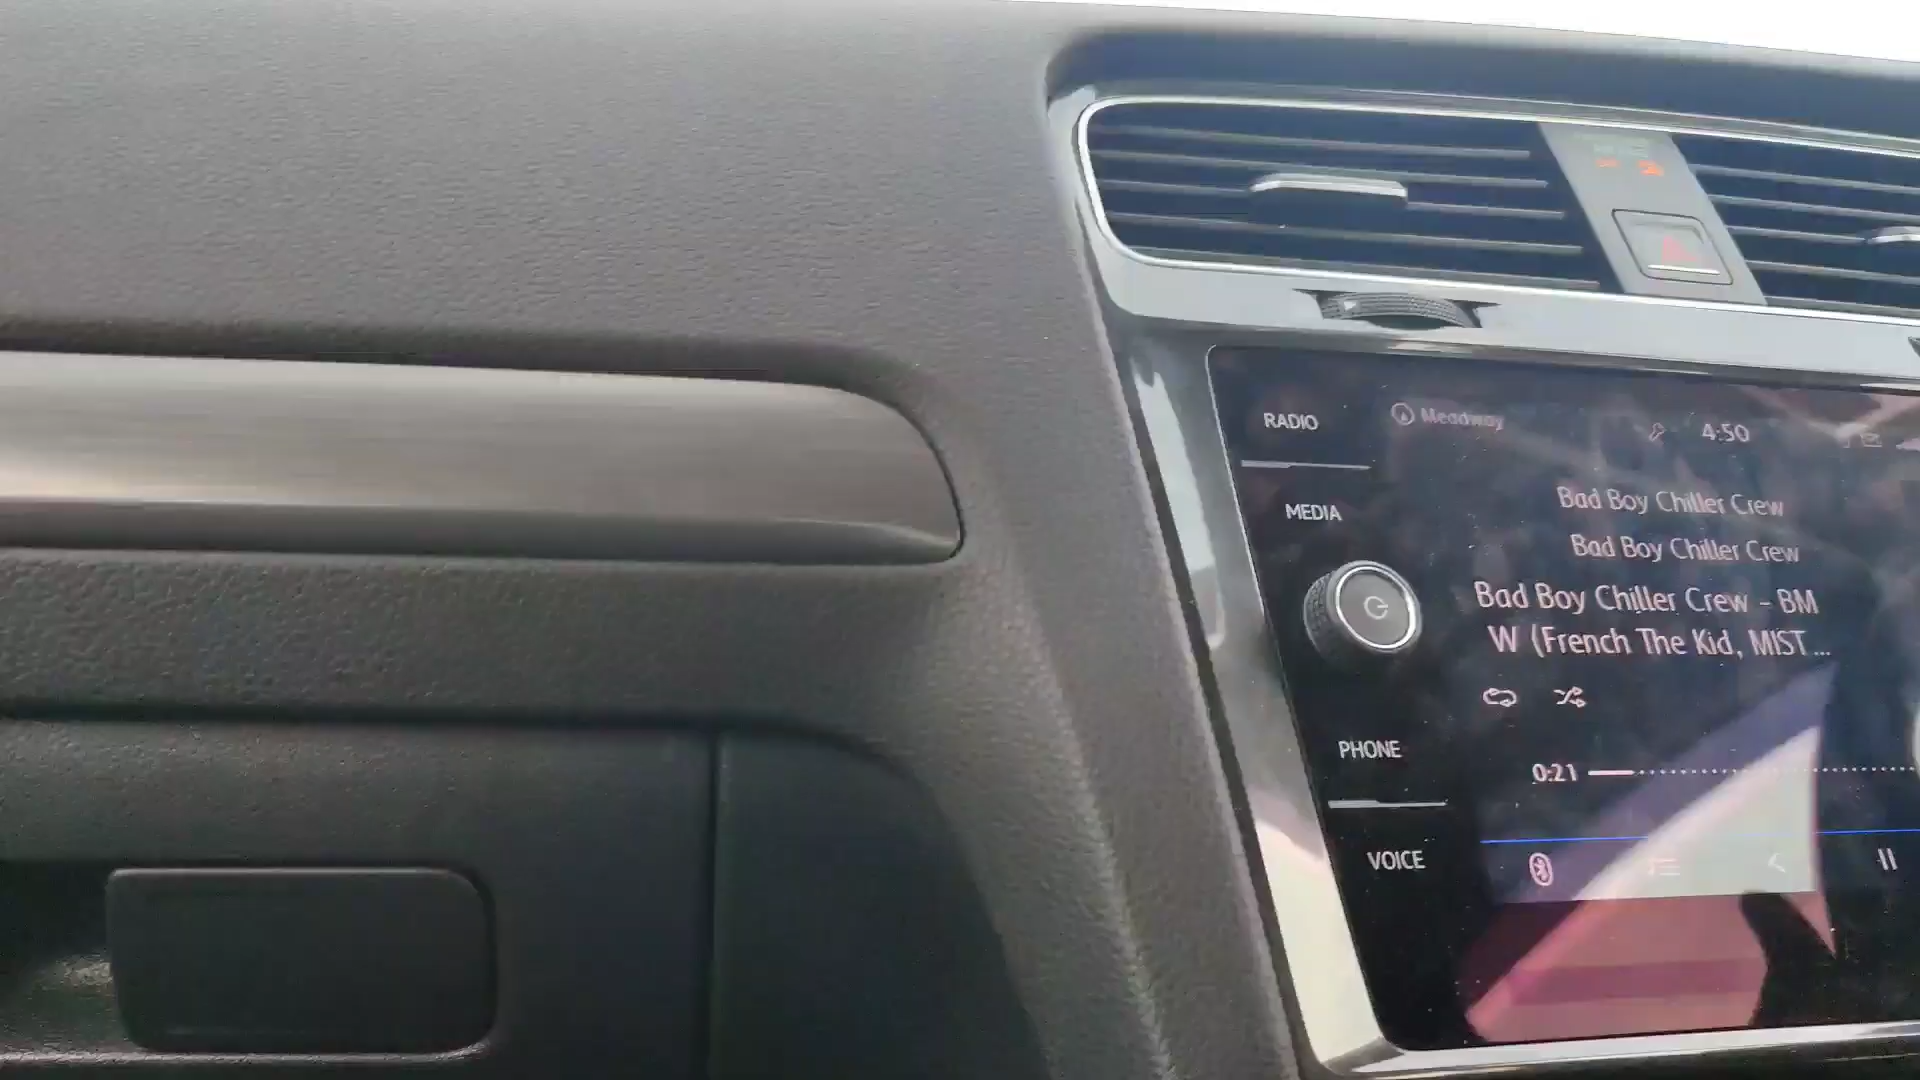 RADIO
Meadway
4:50
MEDIA
Bad Boy Chiller Crew
Bad Boy Chiller Crew
Bad Boy Chiller Crew - BM
W (French The Kid, MIST...
PHONE
0:21
VOICE